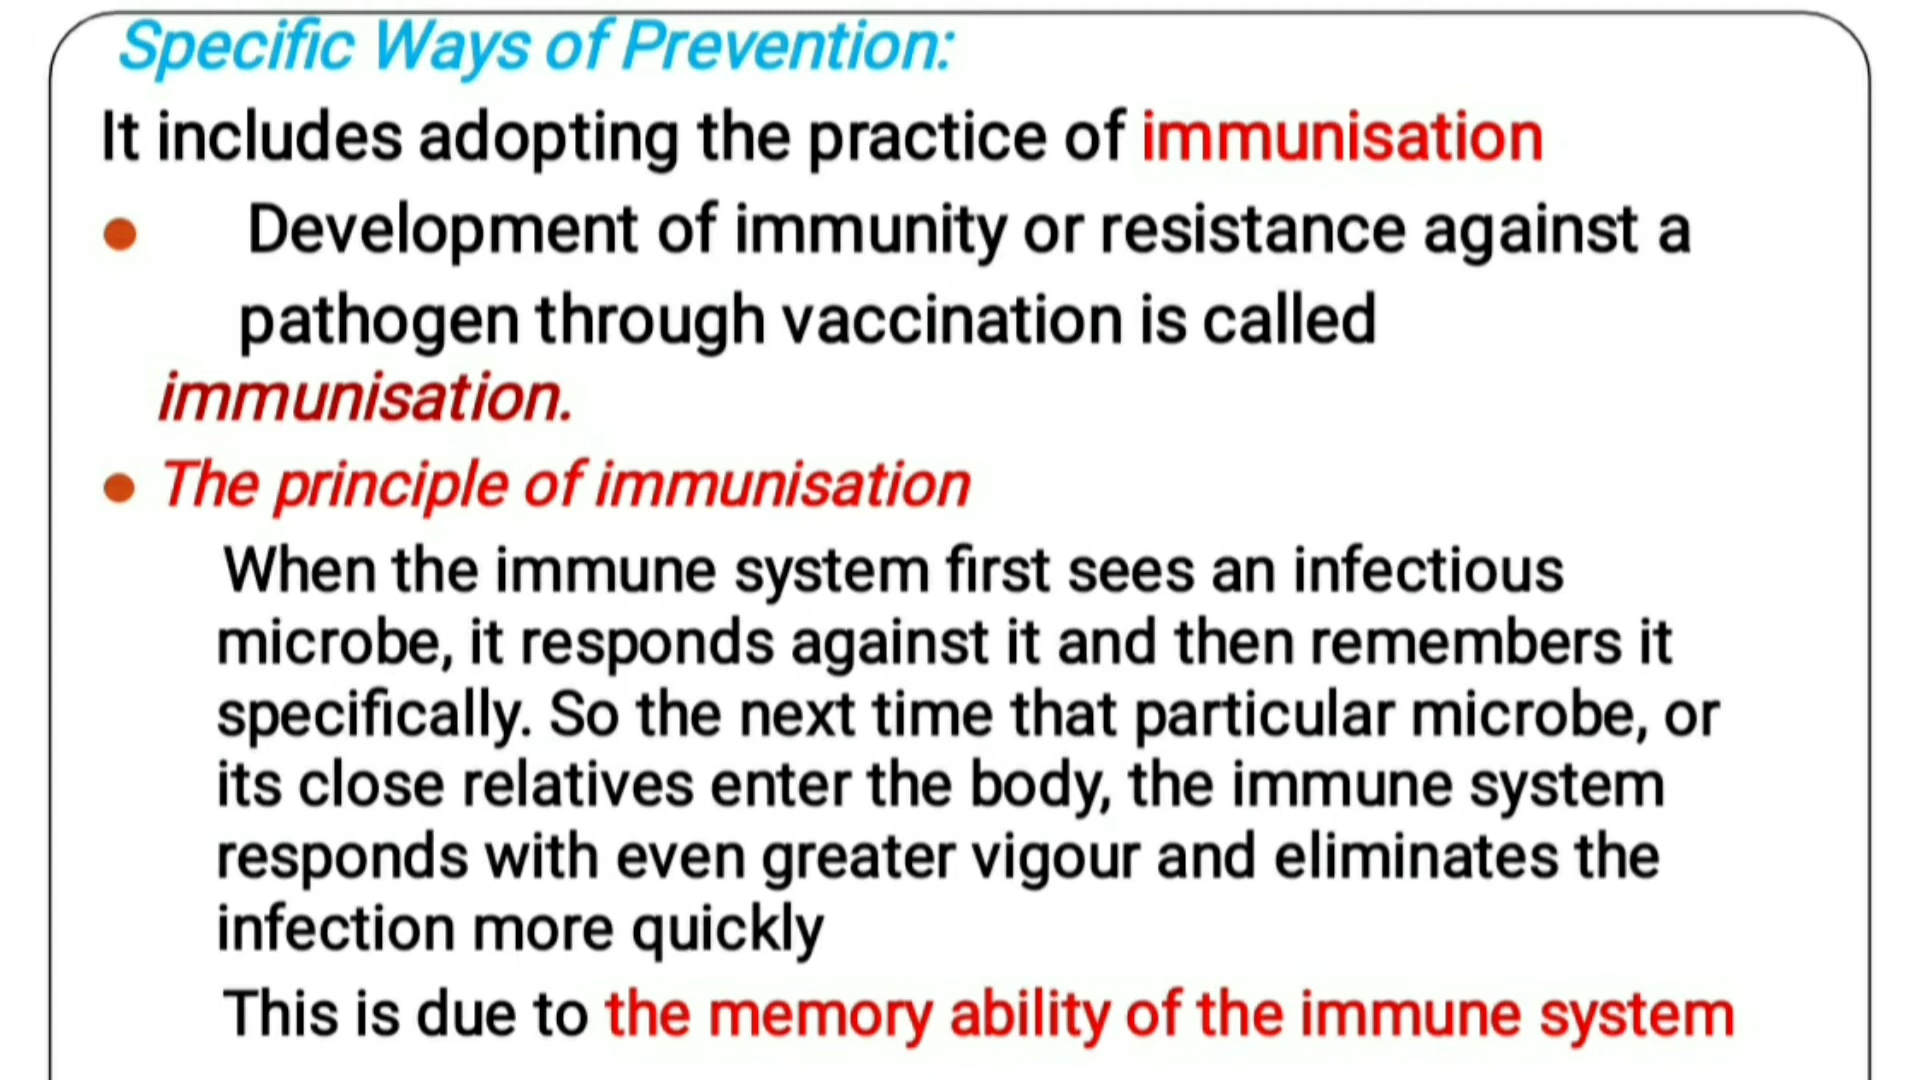 Specific Ways of Prevention:
It includes adopting the practice of immunisation
● Development of immunity or resistance against a
pathogen through vaccination is called
immunisation.
● The principle of immunisation
When the immune system first sees an infectious
microbe, it responds against it and then remembers it
specifically. So the next time that particular microbe, or
its close relatives enter the body, the immune system
responds with even greater vigour and eliminates the
infection more quickly
This is due to the memory ability of the immune system